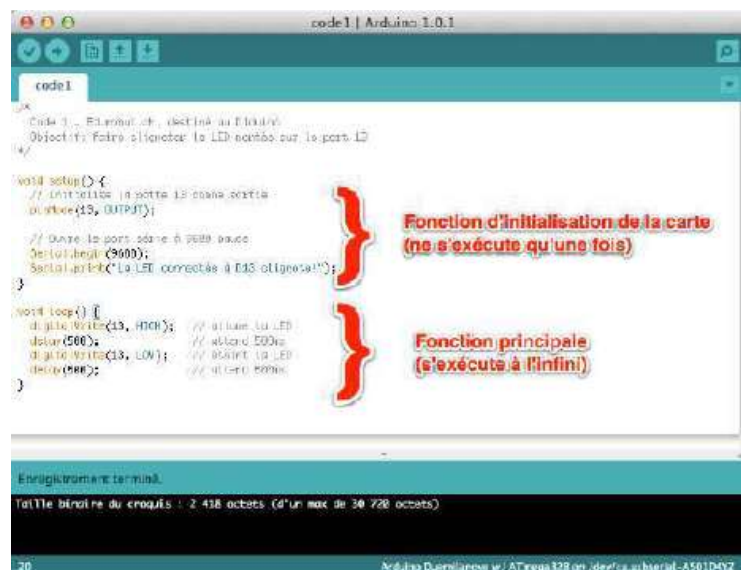 code1 | Arduino 1.0.1
code1
/*
Code 1 - Edurobot.ch, destiné au Diduino
Objectif: Faire clignoter la LED montée sur le port 13
*/
void setup() {
// Initialise la patte 13 comme sortie
pinMode(13, OUTPUT);
// Ouvre le port série à 9600 bauds
Serial.begin(9600);
Serial.print("La LED connectée à D13 clignote!");
}
Fonction d'initialisation de la carte
(ne s'exécute qu'une fois)
void loop() {
digitalWrite(13, HIGH); // allume la LED
delay(500); // attend 500ms
digitalWrite(13, LOW); // éteint la LED
delay(500); // attend 500ms
}
Fonction principale
(s'exécute à l'infini)
Enregistrement terminé.
Taille binaire du croquis : 2 418 octets (d'un max de 30 720 octets)
20
Arduino Duemilanove w/ ATmega328 on /dev/cu.usbserial-A501D4YZ